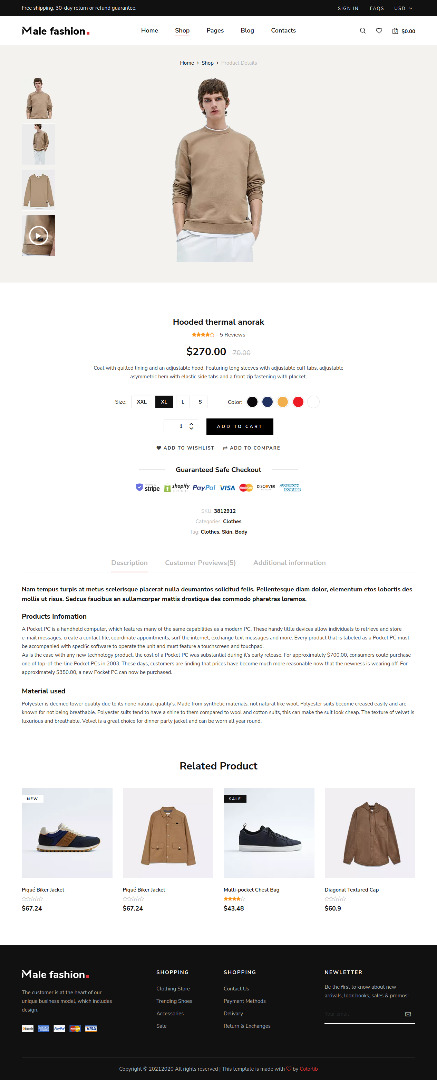 Free shipping, 30-day return or refund guarantee.
SIGN IN FAQS USD
Male fashion.
Home Shop Pages Blog Contacts
$0.00
Home Shop Product Details
Hooded thermal anorak
- 5 Reviews
$270.00 70.00
Coat with quilted lining and an adjustable hood. Featuring long sleeves with adjustable cuff tabs, adjustable
asymmetric hem with elastic side tabs and a front zip fastening with placket.
Size: XXL XL L S Color:
1 ADD TO CART
ADD TO WISHLIST ADD TO COMPARE
Guaranteed Safe Checkout
stripe shopify PayPal VISA MasterCard DISCOVER
SKU: 3812912
Categories: Clothes
Tag: Clothes, Skin, Body
Description Customer Previews(5) Additional information
Nam tempus turpis at metus scelerisque placerat nulla deumantos solicitud felis. Pellentesque diam dolor, elementum etos lobortis des
mollis ut risus. Sedcus faucibus an sullamcorper mattis drostique des commodo pharetras loremos.
Products Infomation
A Pocket PC is a handheld computer, which features many of the same capabilities as a modern PC. These handy little devices allow individuals to retrieve and store
e-mail messages, create a contact file, coordinate appointments, surf the internet, exchange text messages and more. Every product that is labeled as a Pocket PC must
be accompanied with specific software to operate the unit and must feature a touchscreen and touchpad.
As is the case with any new technology product, the cost of a Pocket PC was substantial during it's early release. For approximately $700.00, consumers could purchase
one of top-of-the-line Pocket PCs in 2003. These days, customers are finding that prices have become much more reasonable now that the newness is wearing off. For
approximately $350.00, a new Pocket PC can now be purchased.
Material used
Polyester is deemed lower quality due to its none natural quality's. Made from synthetic materials, not natural like wool. Polyester suits become creased easily and are
known for not being breathable. Polyester suits tend to have a shine to them compared to wool and cotton suits, this can make the suit look cheap. The texture of velvet is
luxurious and breathable. Velvet is a great choice for dinner party jacket and can be worn all year round.
Related Product
NEW
SALE
Piqué Biker Jacket
$67.24
Piqué Biker Jacket
$67.24
Multi-pocket Chest Bag
$43.48
Diagonal Textured Cap
$60.9
Male fashion.
The customer is at the heart of our
unique business model, which includes
design.
SHOPPING
Clothing Store
Trending Shoes
Accessories
Sale
SHOPPING
Contact Us
Payment Methods
Delivery
Return & Exchanges
NEWLETTER
Be the first to know about new
arrivals, look books, sales & promos!
Copyright © 20212020 All rights reserved | This template is made with by Colorlib